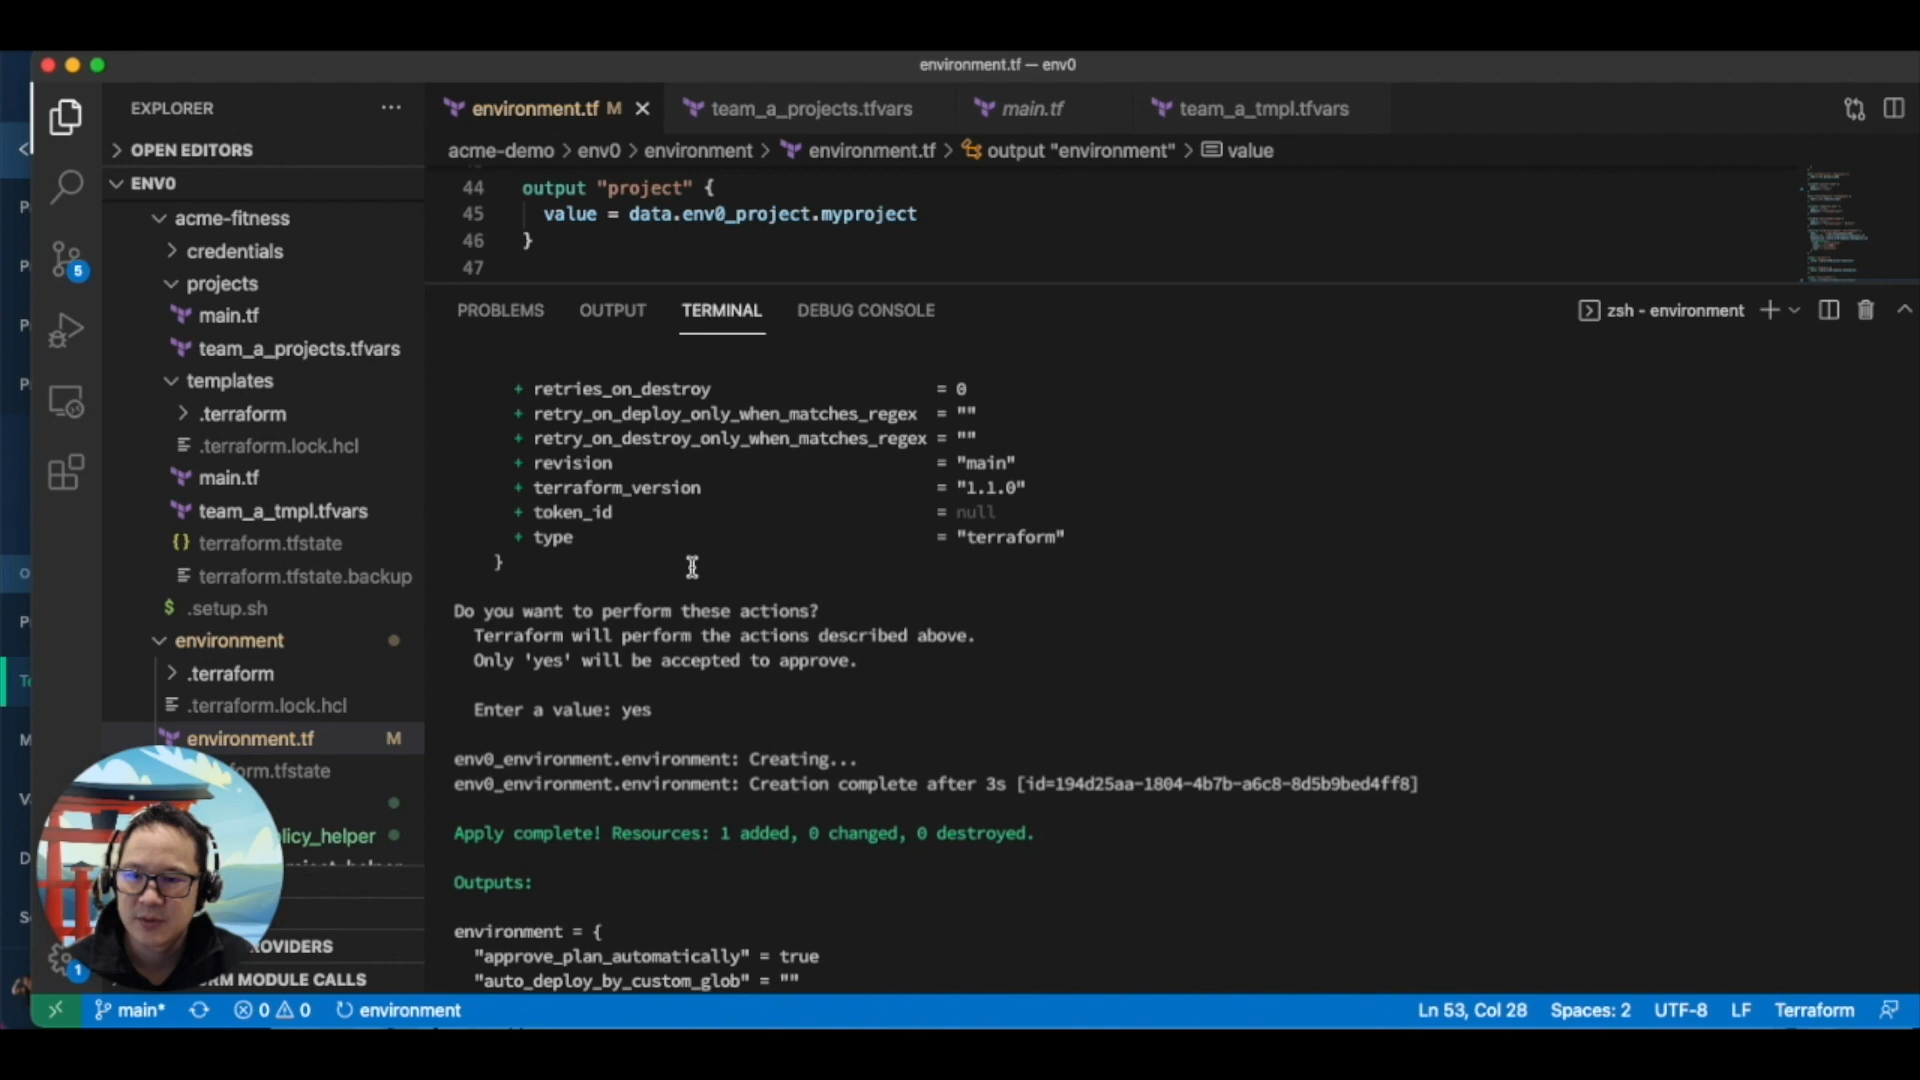 environment.tf — env0
EXPLORER
environment.tf M
team_a_projects.tfvars
main.tf
team_a_tmpl.tfvars
OPEN EDITORS
acme-demo > env0 > environment > environment.tf > output "environment" > value
ENV0
acme-fitness
credentials
projects
main.tf
team_a_projects.tfvars
templates
.terraform
.terraform.lock.hcl
main.tf
team_a_tmpl.tfvars
terraform.tfstate
terraform.tfstate.backup
.setup.sh
environment
.terraform
.terraform.lock.hcl
environment.tf M
orm.tfstate
licy_helper
ROVIDERS
RM MODULE CALLS
5
1
44 output "project" {
45 value = data.env0_project.myproject
46 }
47
PROBLEMS
OUTPUT
TERMINAL
DEBUG CONSOLE
zsh - environment
+ retries_on_destroy = 0
+ retry_on_deploy_only_when_matches_regex = ""
+ retry_on_destroy_only_when_matches_regex = ""
+ revision = "main"
+ terraform_version = "1.1.0"
+ token_id = null
+ type = "terraform"
}
Do you want to perform these actions?
Terraform will perform the actions described above.
Only 'yes' will be accepted to approve.
Enter a value: yes
env0_environment.environment: Creating...
env0_environment.environment: Creation complete after 3s [id=194d25aa-1804-4b7b-a6c8-8d5b9bed4ff8]
Apply complete! Resources: 1 added, 0 changed, 0 destroyed.
Outputs:
environment = {
"approve_plan_automatically" = true
"auto_deploy_by_custom_glob" = ""
main*
0
0
environment
Ln 53, Col 28
Spaces: 2
UTF-8
LF
Terraform